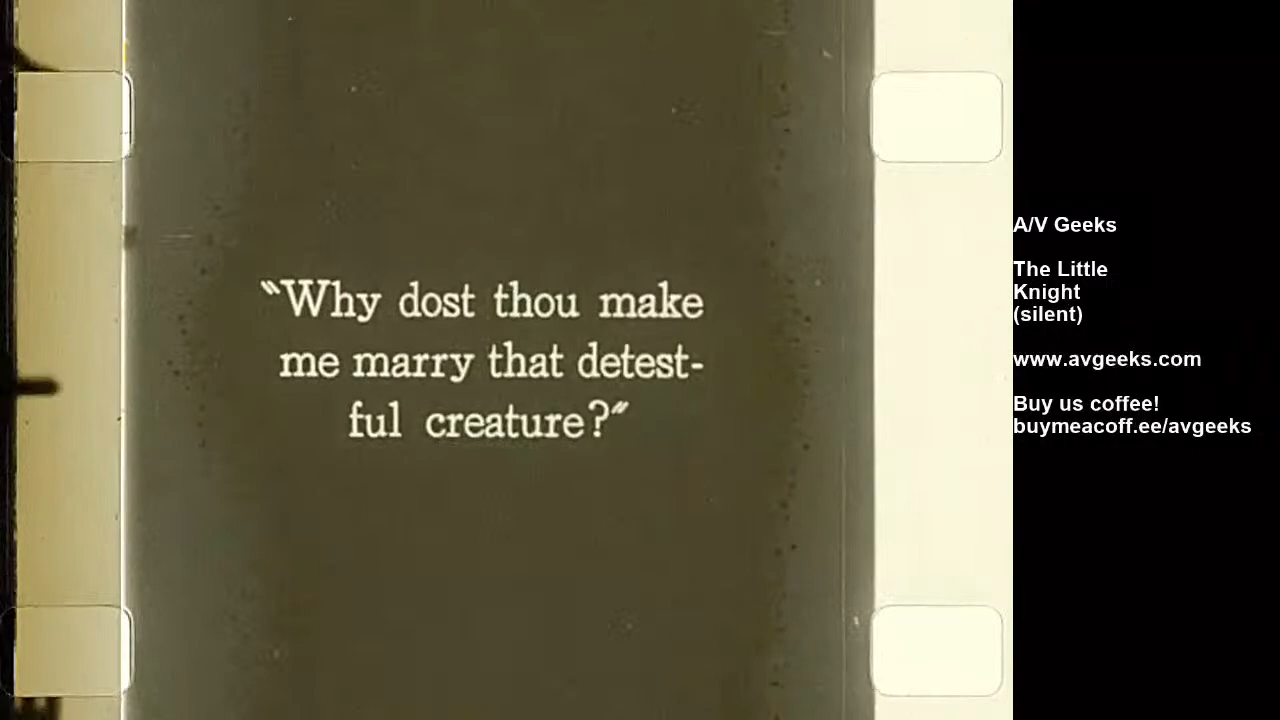 "Why dost thou make
me marry that detest-
ful creature?"
A/V Geeks
The Little
Knight
(silent)
www.avgeeks.com
Buy us coffee!
buymeacoff.ee/avgeeks